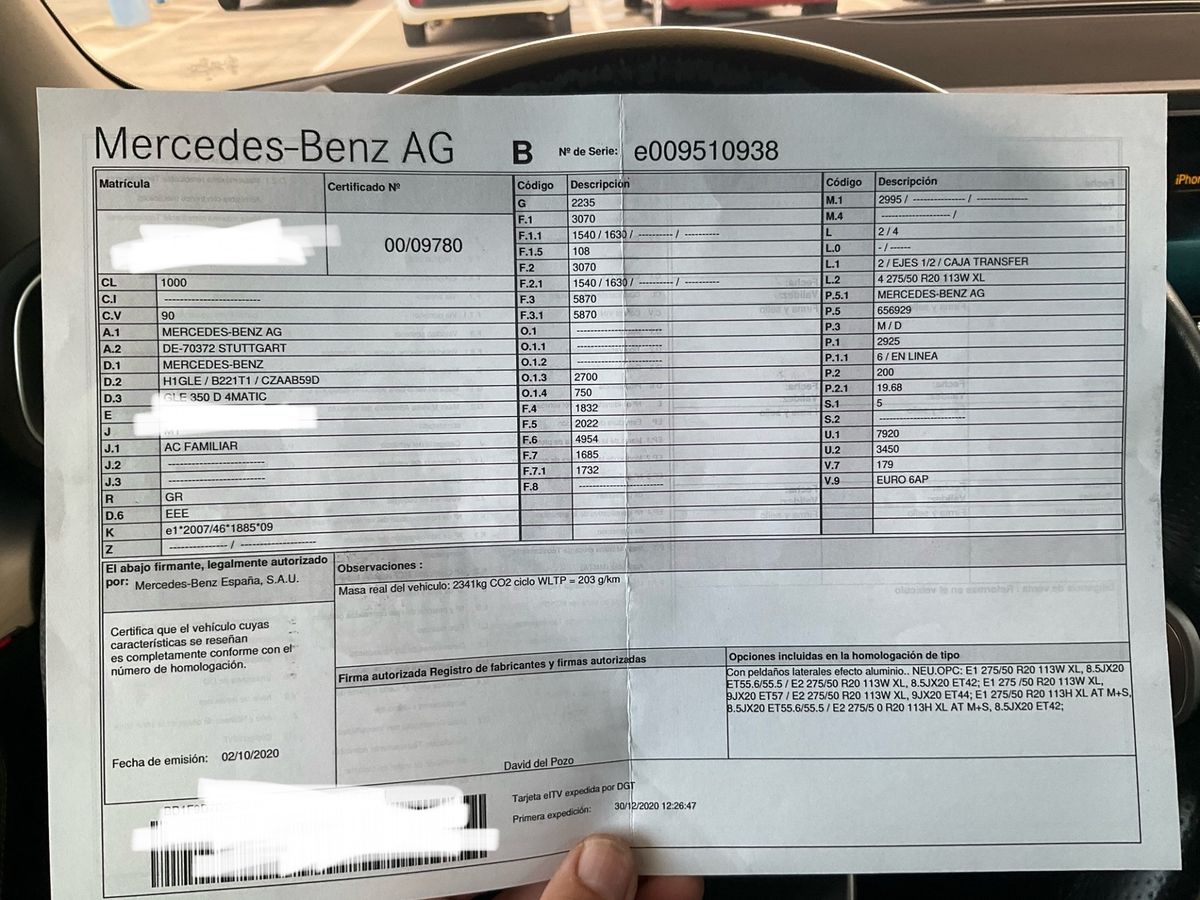 Mercedes-Benz AG B Nº de Serie: e009510938
Matrícula Certificado Nº
00/09780
CL 1000
C.I ------------------------
C.V 90
A.1 MERCEDES-BENZ AG
A.2 DE-70372 STUTTGART
D.1 MERCEDES-BENZ
D.2 H1GLE / B221T1 / CZAAB59D
D.3 GLE 350 D 4MATIC
E
J
J.1 AC FAMILIAR
J.2 ------------------------
J.3 ------------------------
R GR
D.6 EEE
K e1*2007/46*1885*09
Z --------------- / -------------------
Código Descripción
G 2235
F.1 3070
F.1.1 1540 / 1630 / ---------- / ----------
F.1.5 108
F.2 3070
F.2.1 1540 / 1630 / ---------- / ----------
F.3 5870
F.3.1 5870
O.1 ------------------------
O.1.1 ------------------------
O.1.2 ------------------------
O.1.3 2700
O.1.4 750
F.4 1832
F.5 2022
F.6 4954
F.7 1685
F.7.1 1732
F.8 ------------------------
Código Descripción
M.1 2995 / --------------- / ---------------
M.4 -------------------- /
L 2 / 4
L.0 - / ------
L.1 2 / EJES 1/2 / CAJA TRANSFER
L.2 4 275/50 R20 113W XL
P.5.1 MERCEDES-BENZ AG
P.5 656929
P.3 M / D
P.1 2925
P.1.1 6 / EN LINEA
P.2 200
P.2.1 19.68
S.1 5
S.2 ------------------------
U.1 7920
U.2 3450
V.7 179
V.9 EURO 6AP
El abajo firmante, legalmente autorizado
por: Mercedes-Benz España, S.A.U.
Certifica que el vehículo cuyas
características se reseñan
es completamente conforme con el
número de homologación.
Fecha de emisión: 02/10/2020
Observaciones :
Masa real del vehiculo: 2341kg CO2 ciclo WLTP = 203 g/km
Firma autorizada Registro de fabricantes y firmas autorizadas
David del Pozo
Opciones incluidas en la homologación de tipo
Con peldaños laterales efecto aluminio.. NEU.OPC: E1 275/50 R20 113W XL, 8.5JX20
ET55.6/55.5 / E2 275/50 R20 113W XL, 8.5JX20 ET42; E1 275/50 R20 113W XL,
9JX20 ET57 / E2 275/50 R20 113W XL, 9JX20 ET44; E1 275/50 R20 113H XL AT M+S,
8.5JX20 ET55.6/55.5 / E2 275/5 0 R20 113H XL AT M+S, 8.5JX20 ET42;
Tarjeta eITV expedida por DGT
Primera expedición: 30/12/2020 12:26:47